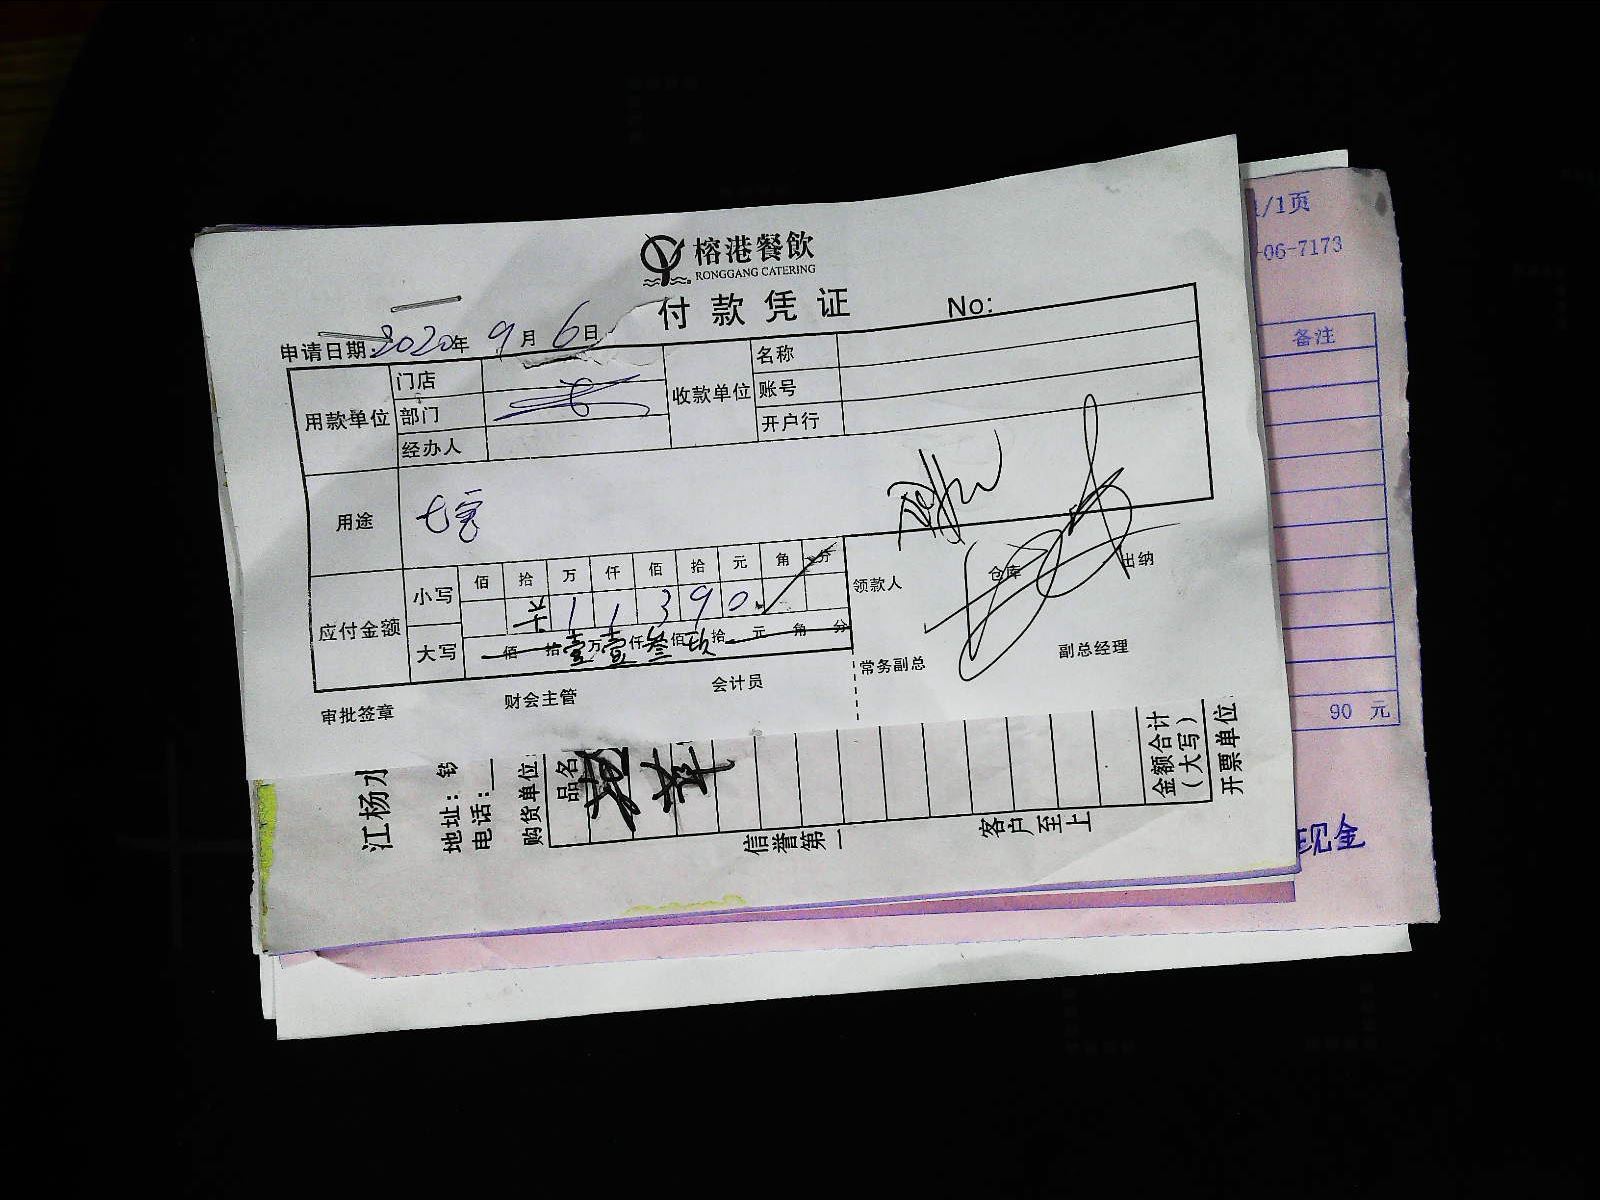 榕港餐飲
RONGGANG CATERING
付款凭证 No:
申请日期:2020年9月6日
用款单位 门店
部门
经办人
收款单位 名称
账号
开户行
用途
应付金额 小写 佰 拾 万 仟 佰 拾 元 角 分
1 1 3 9 0
大写 佰 拾 壹万 壹仟 叁佰 玖拾 元 角 分
领款人 仓库 出纳
常务副总 副总经理
审批签章 财会主管 会计员
江杨
地址:
电话:
购货单位
品名
信誉第一
客户至上
金额合计
(大写)
开票单位
1/1页
-06-7173
备注
90 元
现金